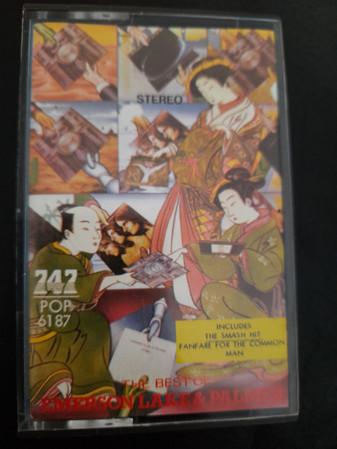 STEREO
747
POP
6187
INCLUDES
THE SMASH HIT
FANFARE FOR THE COMMON
MAN
THE BEST OF
EMERSON LAKE & PALMER